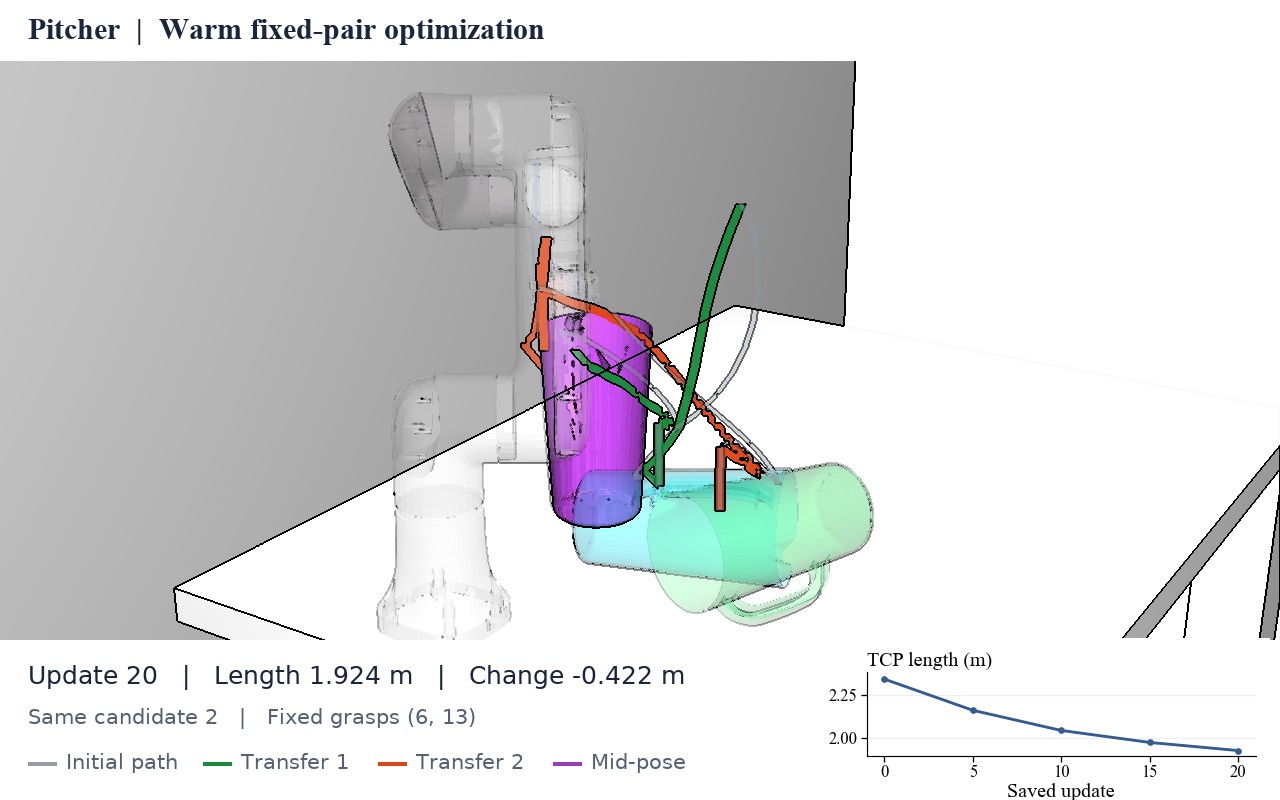 Pitcher | Warm fixed-pair optimization
Update 20 | Length 1.924 m | Change -0.422 m
Same candidate 2 | Fixed grasps (6, 13)
Initial path
Transfer 1
Transfer 2
Mid-pose
TCP length (m)
2.25
2.00
0 5 10 15 20
Saved update